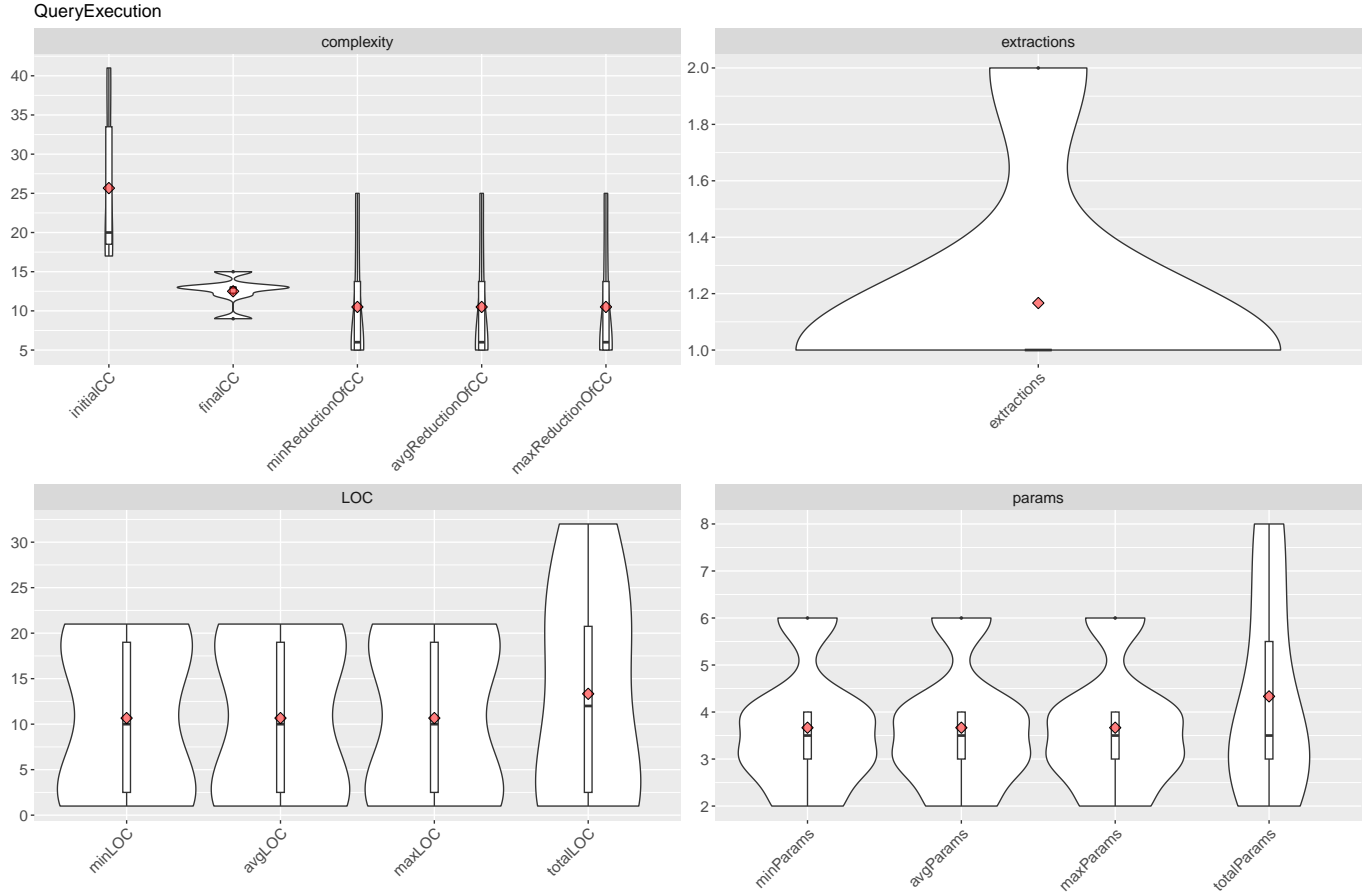 QueryExecution
complexity
40
35
30
25
20
15
10
5
initialCC
finalCC
minReductionOfCC
avgReductionOfCC
maxReductionOfCC
extractions
2.0
1.8
1.6
1.4
1.2
1.0
extractions
LOC
30
25
20
15
10
5
0
minLOC
avgLOC
maxLOC
totalLOC
params
8
7
6
5
4
3
2
minParams
avgParams
maxParams
totalParams